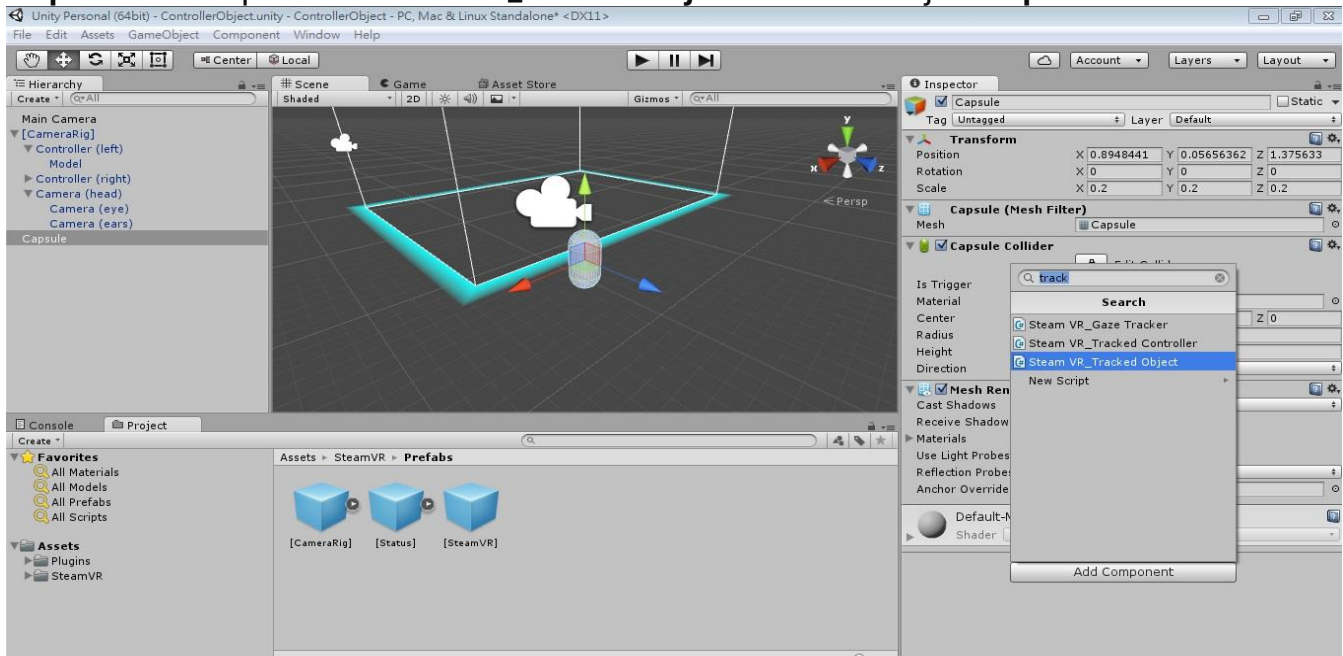 Unity Personal (64bit) - ControllerObject.unity - ControllerObject - PC, Mac & Linux Standalone* <DX11>
File Edit Assets GameObject Component Window Help
Center Local Account Layers Layout
Hierarchy
Create All
Main Camera
[CameraRig]
Controller (left)
Model
Controller (right)
Camera (head)
Camera (eye)
Camera (ears)
Capsule
Scene Game Asset Store
Shaded 2D Gizmos All
y
x z
Persp
Inspector
Capsule Static
Tag Untagged Layer Default
Transform
Position X 0.8948441 Y 0.05656362 Z 1.375633
Rotation X 0 Y 0 Z 0
Scale X 0.2 Y 0.2 Z 0.2
Capsule (Mesh Filter)
Mesh Capsule
Capsule Collider
Is Trigger
Material
Center Z 0
Radius
Height
Direction
Mesh Ren
Cast Shadows
Receive Shadow
Materials
Use Light Probes
Reflection Probe
Anchor Override
Default-M
Shader
track
Search
Steam VR_Gaze Tracker
Steam VR_Tracked Controller
Steam VR_Tracked Object
New Script
Add Component
Console Project
Create
Favorites
All Materials
All Models
All Prefabs
All Scripts
Assets
Plugins
SteamVR
Assets SteamVR Prefabs
[CameraRig] [Status] [SteamVR]